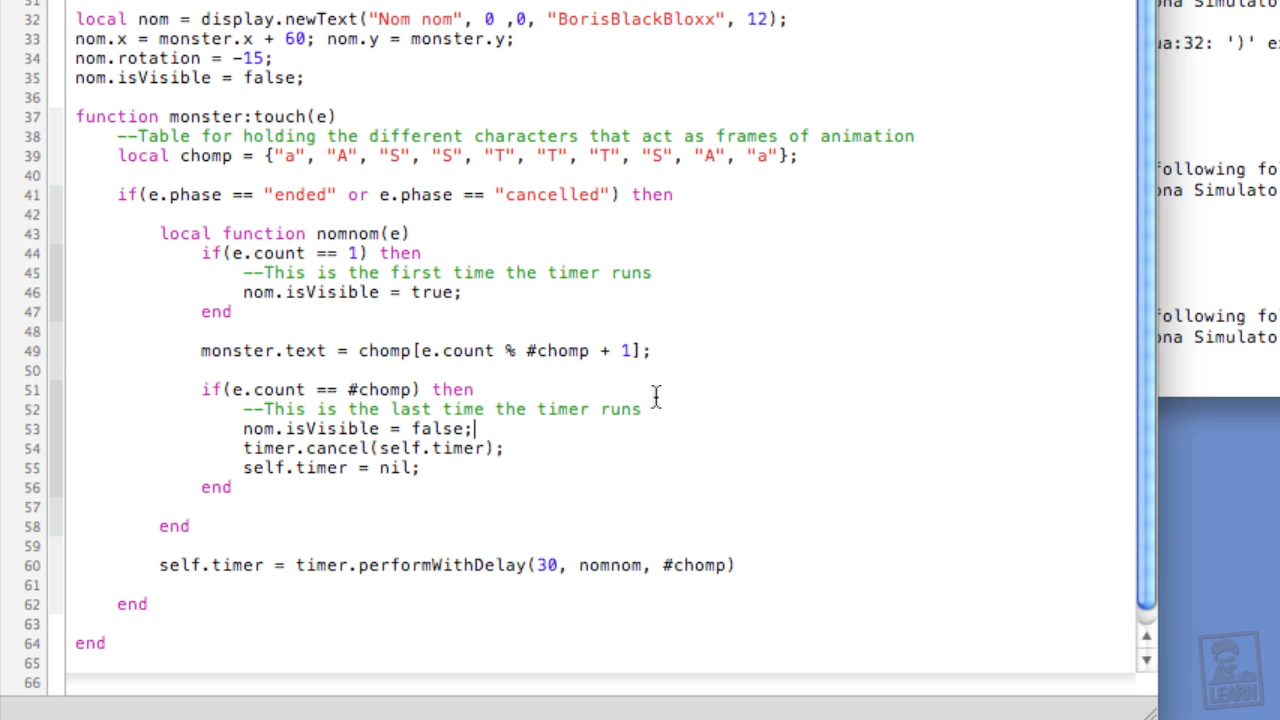 31
32 local nom = display.newText("Nom nom", 0 ,0, "BorisBlackBloxx", 12);
33 nom.x = monster.x + 60; nom.y = monster.y;
34 nom.rotation = -15;
35 nom.isVisible = false;
36
37 function monster:touch(e)
38 --Table for holding the different characters that act as frames of animation
39 local chomp = {"a", "A", "S", "S", "T", "T", "T", "S", "A", "a"};
40
41 if(e.phase == "ended" or e.phase == "cancelled") then
42
43 local function nomnom(e)
44 if(e.count == 1) then
45 --This is the first time the timer runs
46 nom.isVisible = true;
47 end
48
49 monster.text = chomp[e.count % #chomp + 1];
50
51 if(e.count == #chomp) then
52 --This is the last time the timer runs
53 nom.isVisible = false;
54 timer.cancel(self.timer);
55 self.timer = nil;
56 end
57
58 end
59
60 self.timer = timer.performWithDelay(30, nomnom, #chomp)
61
62 end
63
64 end
65
66
ona Simulato
ua:32: ')' e
following fo
ona Simulato
following fo
ona Simulato
LEARN